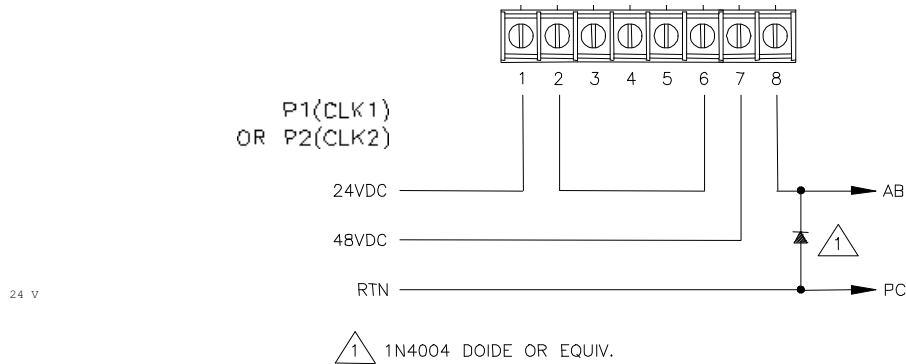 1 2 3 4 5 6 7 8
P1(CLK1)
OR P2(CLK2)
24VDC
AB
48VDC
1
24 V
RTN
PC
1 1N4004 DOIDE OR EQUIV.